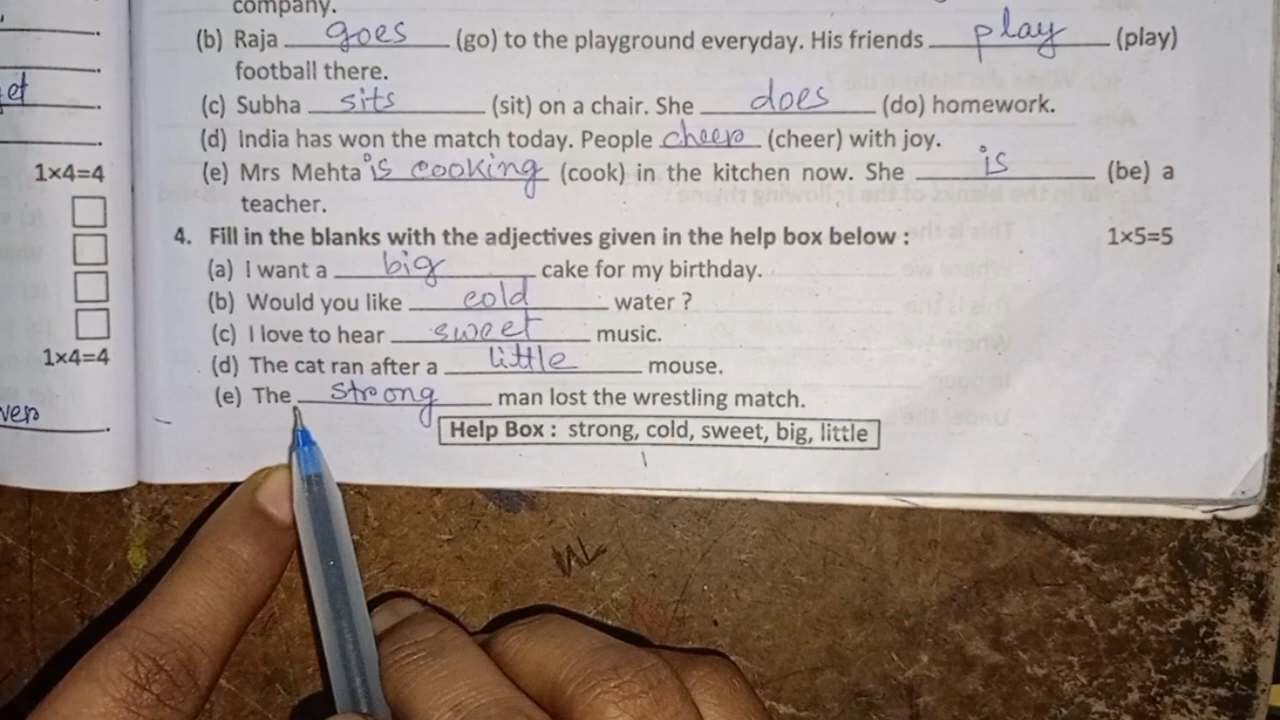 company.
(b) Raja goes (go) to the playground everyday. His friends play (play)
football there.
(c) Subha sits (sit) on a chair. She does (do) homework.
(d) India has won the match today. People cheer (cheer) with joy.
(e) Mrs Mehta is cooking (cook) in the kitchen now. She is (be) a
teacher.
1×4=4
4. Fill in the blanks with the adjectives given in the help box below : 1×5=5
(a) I want a big cake for my birthday.
(b) Would you like cold water ?
(c) I love to hear sweet music.
1×4=4
(d) The cat ran after a little mouse.
(e) The strong man lost the wrestling match.
Help Box : strong, cold, sweet, big, little